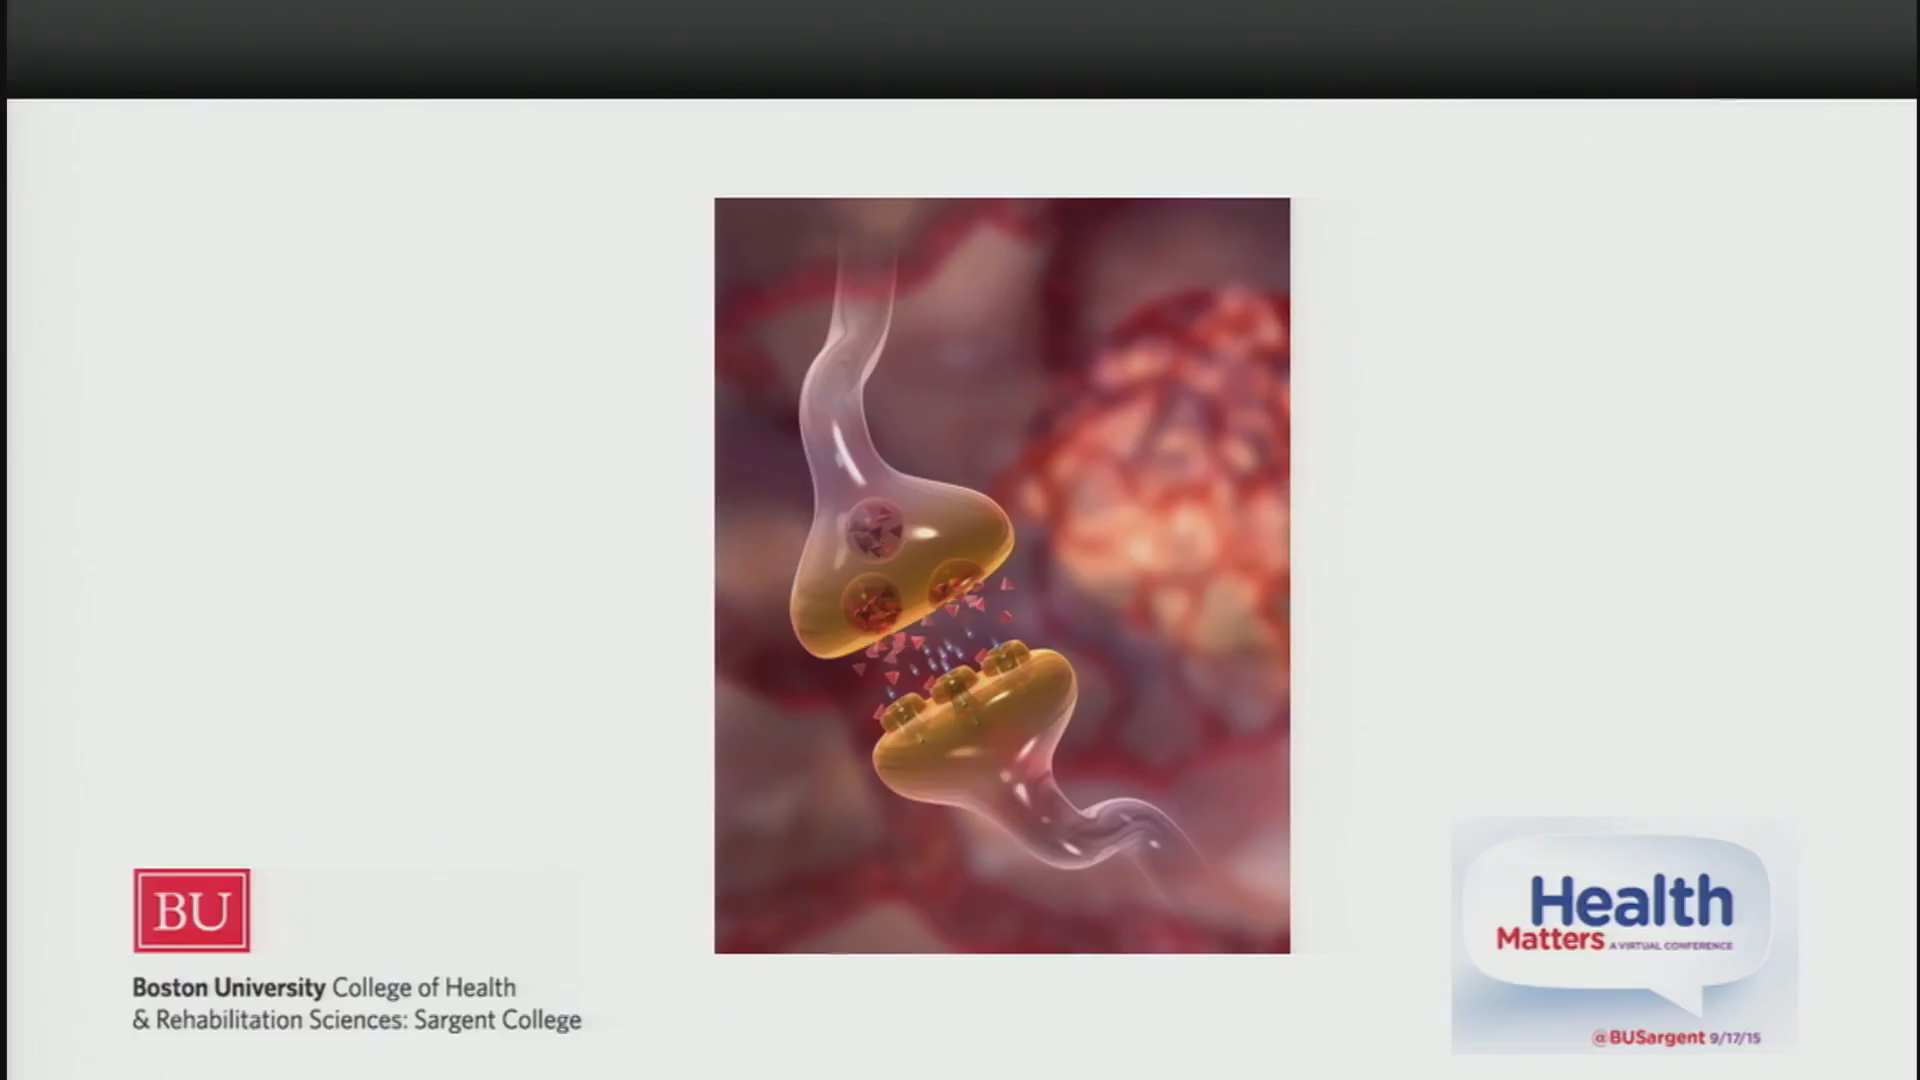 BU
Boston University College of Health
& Rehabilitation Sciences: Sargent College
Health
Matters A VIRTUAL CONFERENCE
@BUSargent 9/17/15